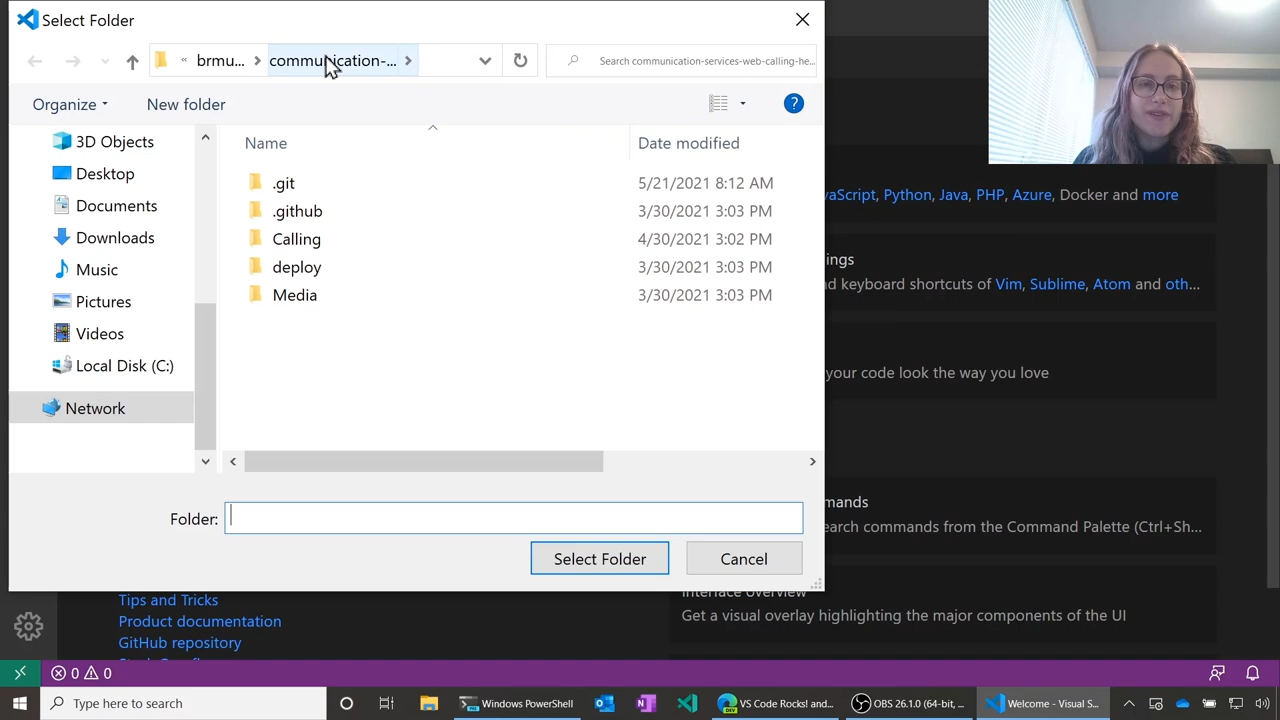 Select Folder
« brmu... > communication-... >
Search communication-services-web-calling-he...
Organize
New folder
?
Name
Date modified
3D Objects
Desktop
Documents
Downloads
Music
Pictures
Videos
Local Disk (C:)
Network
.git 5/21/2021 8:12 AM
.github 3/30/2021 3:03 PM
Calling 4/30/2021 3:02 PM
deploy 3/30/2021 3:03 PM
Media 3/30/2021 3:03 PM
Folder:
Select Folder
Cancel
vaScript, Python, Java, PHP, Azure, Docker and more
ings
d keyboard shortcuts of Vim, Sublime, Atom and oth...
your code look the way you love
mands
earch commands from the Command Palette (Ctrl+Sh...
Interface overview
Get a visual overlay highlighting the major components of the UI
Tips and Tricks
Product documentation
GitHub repository
0 0
Type here to search
Windows PowerShell
DEV
VS Code Rocks! and...
OBS 26.1.0 (64-bit, ...
Welcome - Visual S...